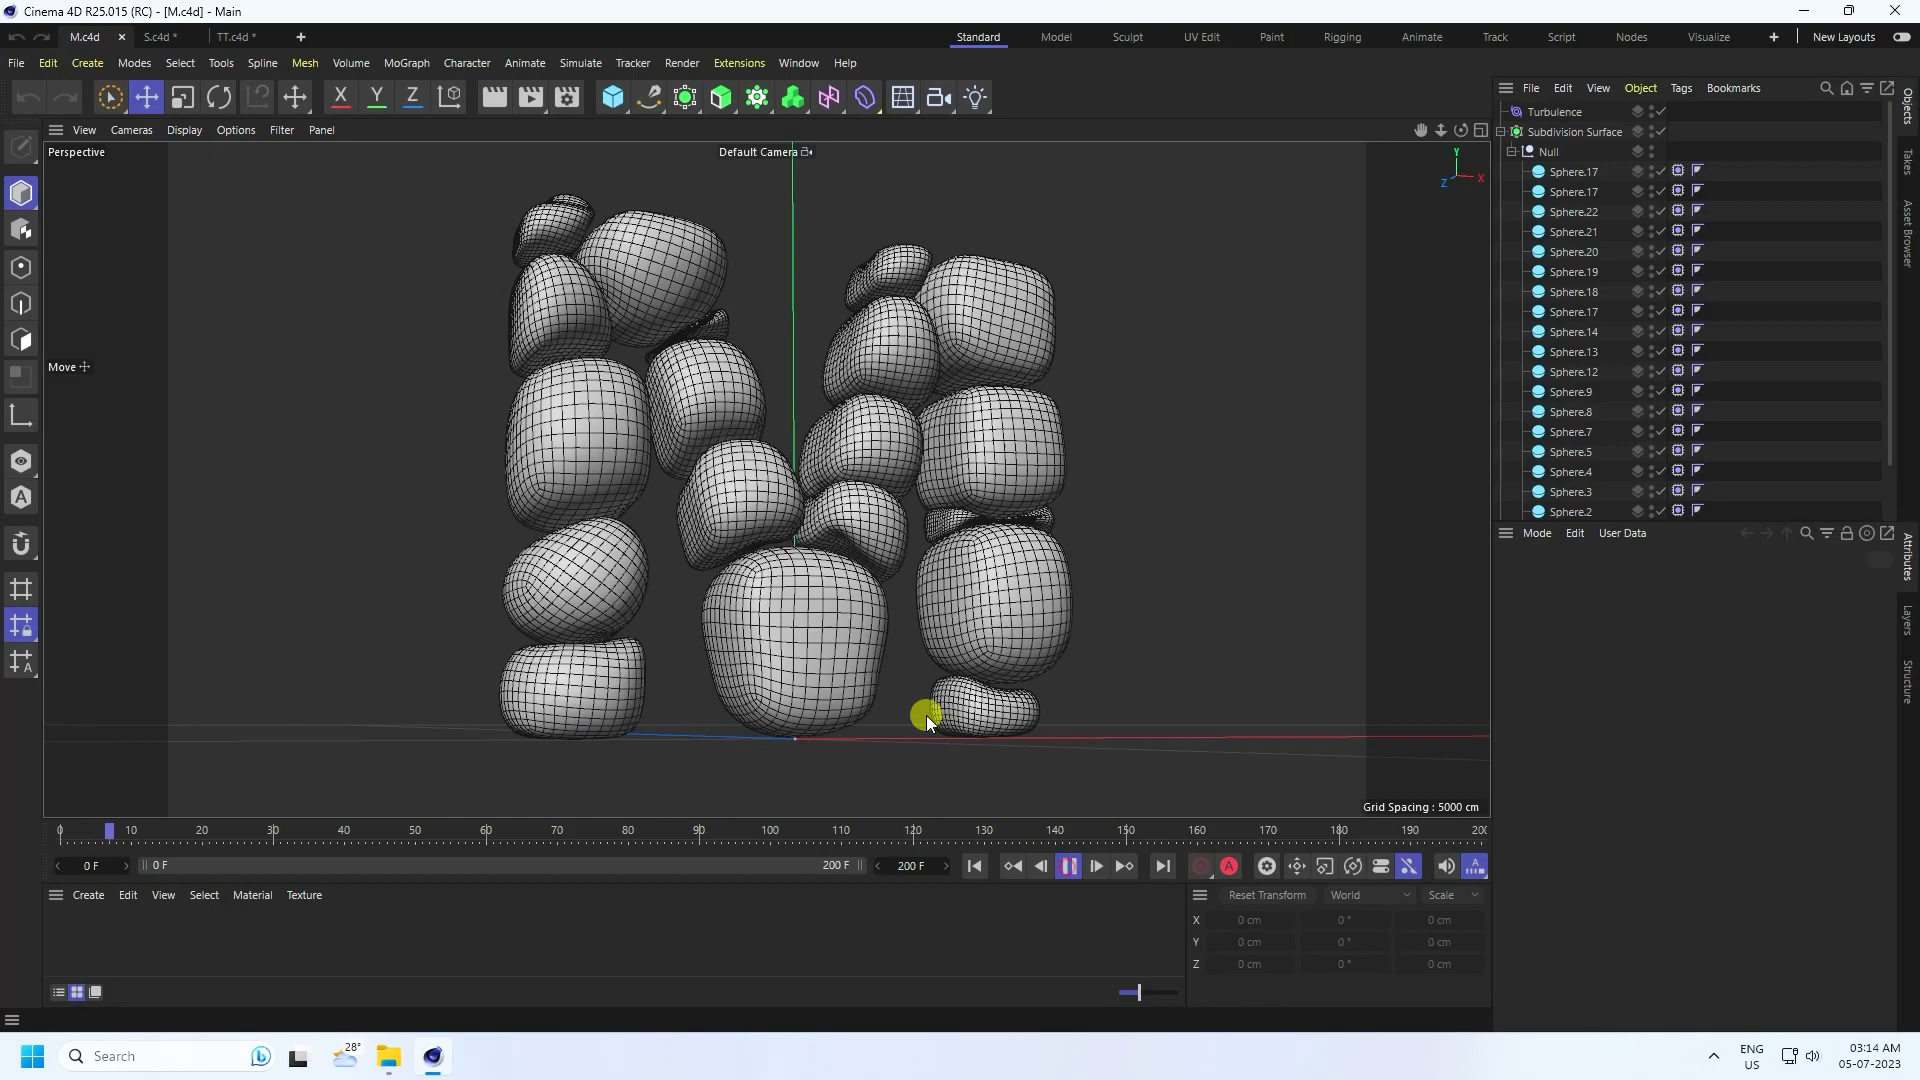 Cinema 4D R25.015 (RC) - [M.c4d] - Main
M.c4d S.c4d * TT.c4d *
Standard Model Sculpt UV Edit Paint Rigging Animate Track Script Nodes Visualize New Layouts
File Edit Create Modes Select Tools Spline Mesh Volume MoGraph Character Animate Simulate Tracker Render Extensions Window Help
X Y Z
File Edit View Object Tags Bookmarks
View Cameras Display Options Filter Panel
Perspective
Default Camera
Y
Z X
Move
Turbulence
Subdivision Surface
Null
Sphere.17
Sphere.17
Sphere.22
Sphere.21
Sphere.20
Sphere.19
Sphere.18
Sphere.17
Sphere.14
Sphere.13
Sphere.12
Sphere.9
Sphere.8
Sphere.7
Sphere.5
Sphere.4
Sphere.3
Sphere.2
Objects
Takes
Asset Browser
Mode Edit User Data
Attributes
Layers
Structure
Grid Spacing : 5000 cm
0 10 20 30 40 50 60 70 80 90 100 110 120 130 140 150 160 170 180 190 200
0 F 0 F 200 F 200 F
Create Edit View Select Material Texture
Reset Transform World Scale
X 0 cm 0 ° 0 cm
Y 0 cm 0 ° 0 cm
Z 0 cm 0 ° 0 cm
Search
28°
ENG
US
03:14 AM
05-07-2023